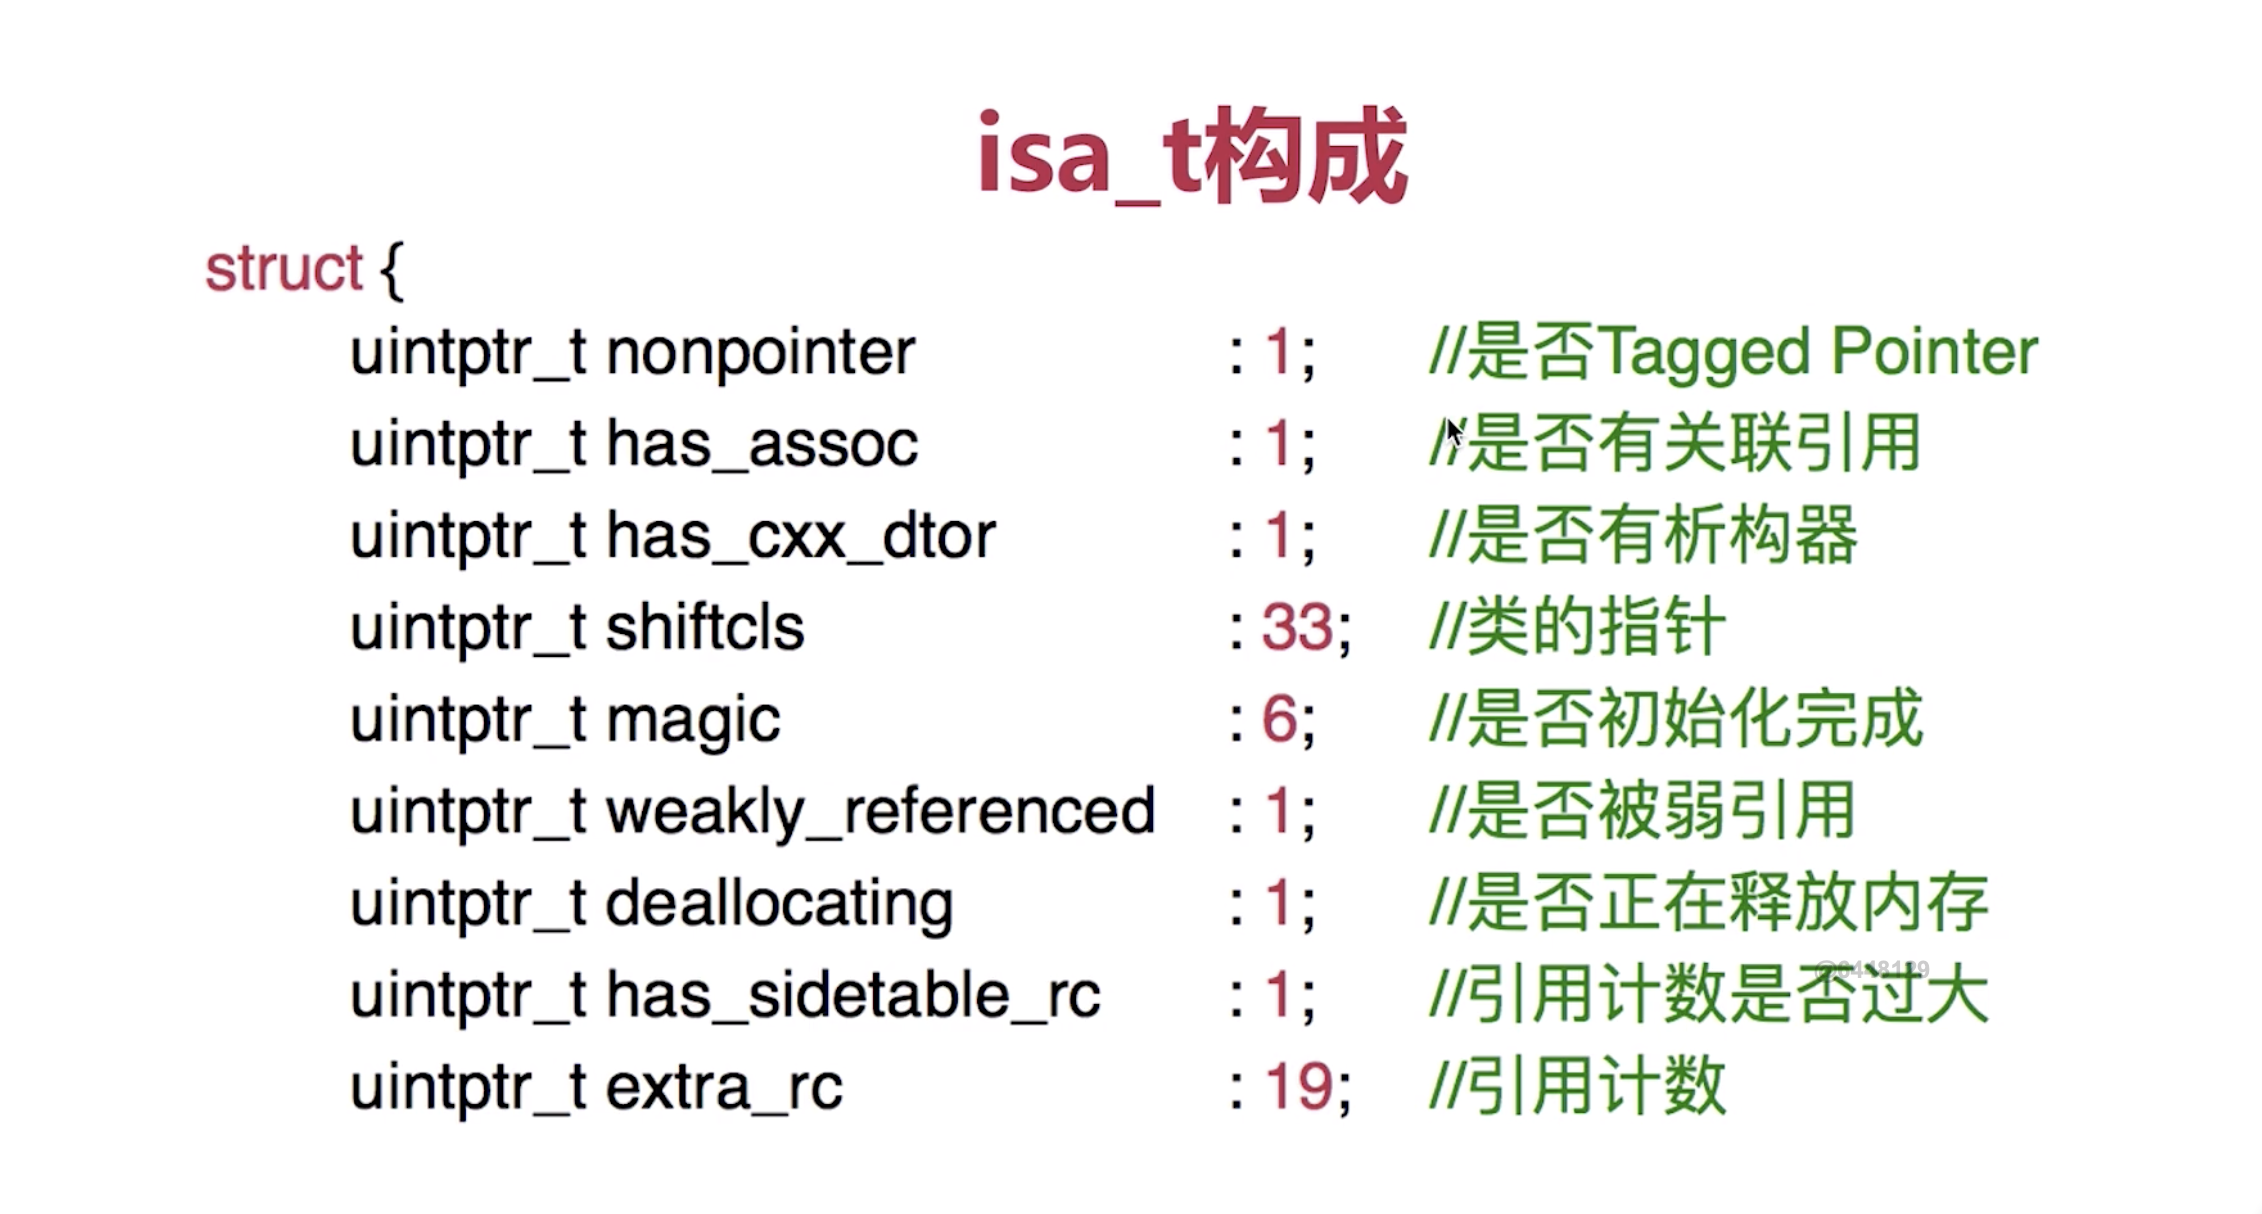 isa_t构成
struct {
uintptr_t nonpointer : 1; //是否Tagged Pointer
uintptr_t has_assoc : 1; //是否有关联引用
uintptr_t has_cxx_dtor : 1; //是否有析构器
uintptr_t shiftcls : 33; //类的指针
uintptr_t magic : 6; //是否初始化完成
uintptr_t weakly_referenced : 1; //是否被弱引用
uintptr_t deallocating : 1; //是否正在释放内存
uintptr_t has_sidetable_rc : 1; //引用计数是否过大
uintptr_t extra_rc : 19; //引用计数